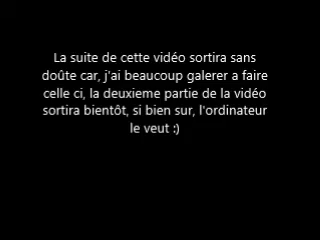 La suite de cette vidéo sortira sans
doûte car, j'ai beaucoup galerer a faire
celle ci, la deuxieme partie de la vidéo
sortira bientôt, si bien sur, l'ordinateur
le veut :)